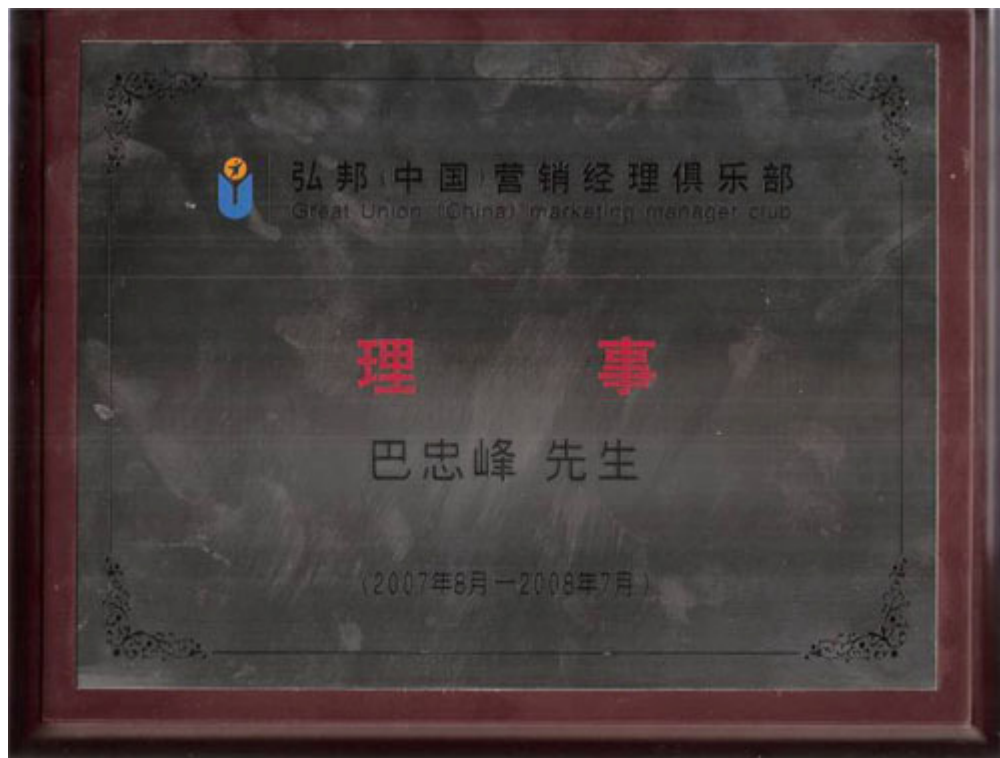 弘邦(中国)营销经理俱乐部
Great Union (China) marketing manager club
理 事
巴忠峰 先生
(2007年8月—2008年7月)